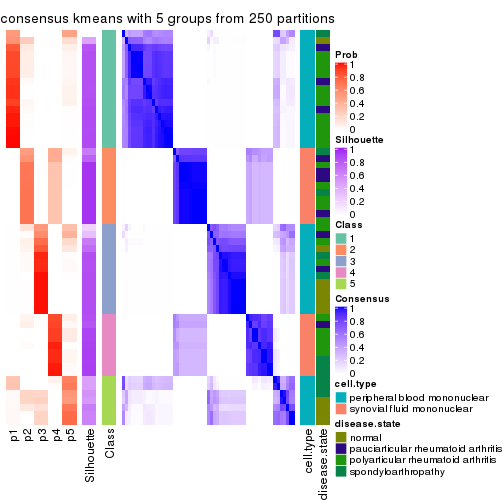 consensus kmeans with 5 groups from 250 partitions
Prob
1
0.8
0.6
0.4
0.2
0
Silhouette
1
0.8
0.6
0.4
0.2
0
Class
1
2
3
4
5
Consensus
1
0.8
0.6
0.4
0.2
0
cell.type
peripheral blood mononuclear
synovial fluid mononuclear
disease.state
normal
pauciarticular rheumatoid arthritis
polyarticular rheumatoid arthritis
spondyloarthropathy
p1
p2
p3
p4
p5
Silhouette
Class
cell.type
disease.state